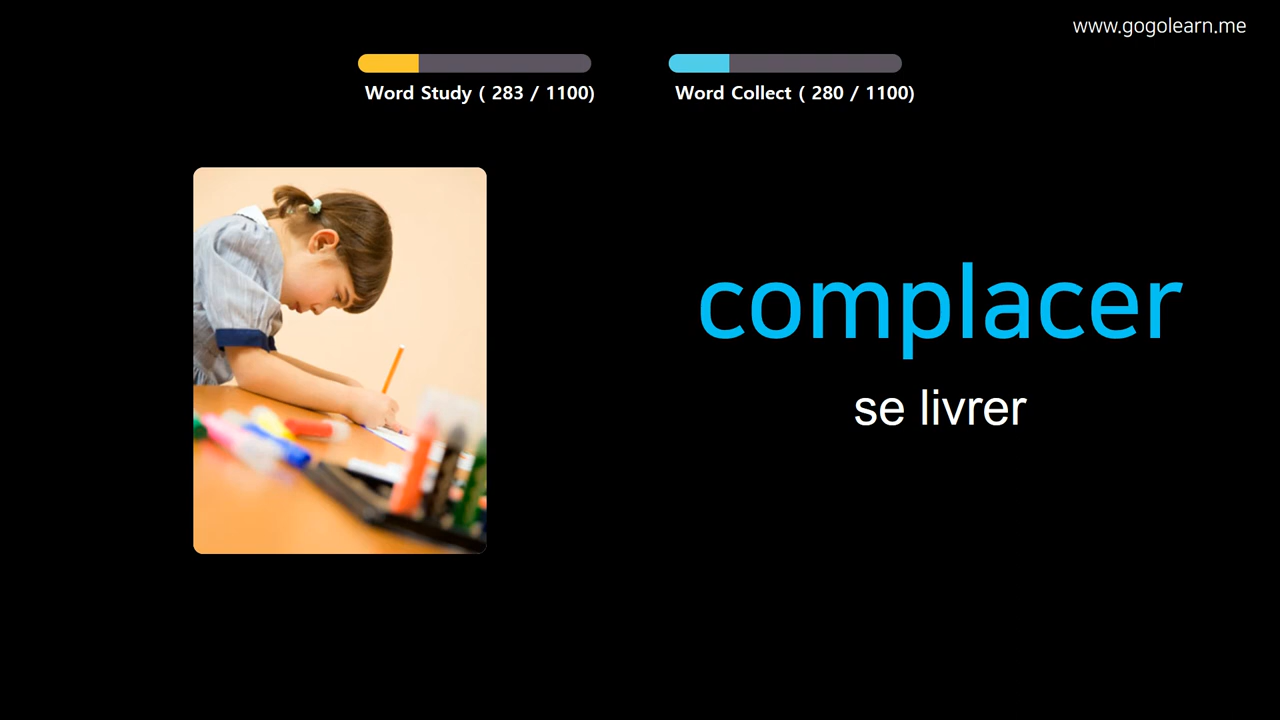 www.gogolearn.me
Word Study ( 283 / 1100)
Word Collect ( 280 / 1100)
complacer
se livrer